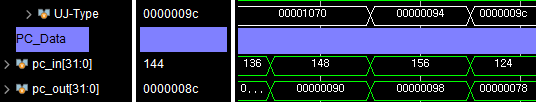 UJ-Type 0000009c 00001070 00000094 0000009c
PC_Data
pc_in[31:0] 144 136 148 156 124
pc_out[31:0] 0000008c 0... 00000090 00000098 00000078